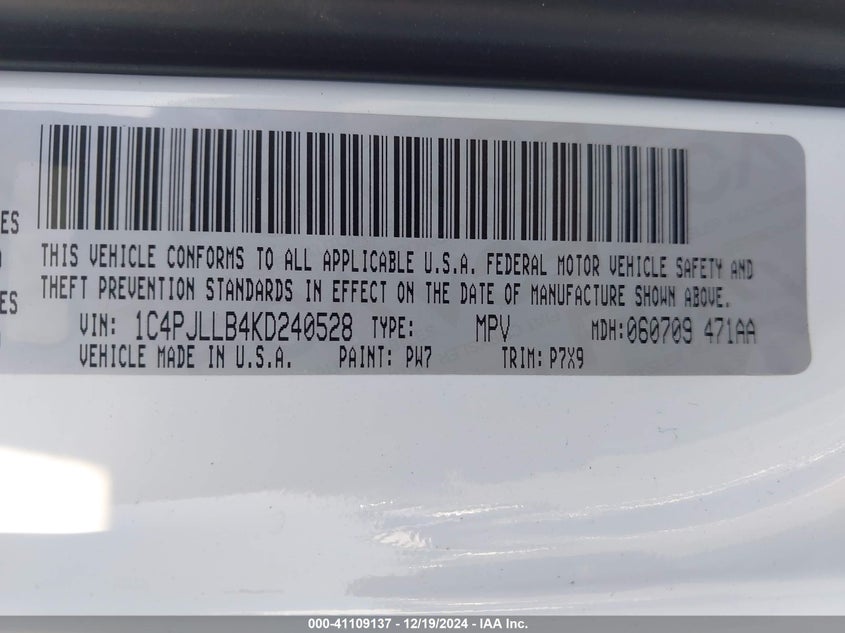 ES
THIS VEHICLE CONFORMS TO ALL APPLICABLE U.S.A. FEDERAL MOTOR VEHICLE SAFETY AND
THEFT PREVENTION STANDARDS IN EFFECT ON THE DATE OF MANUFACTURE SHOWN ABOVE.
ES
VIN: 1C4PJLLB4KD240528 TYPE: MPV MDH:060709 471AA
VEHICLE MADE IN U.S.A. PAINT: PW7 TRIM: P7X9
000-41109137 - 12/19/2024 - IAA Inc.